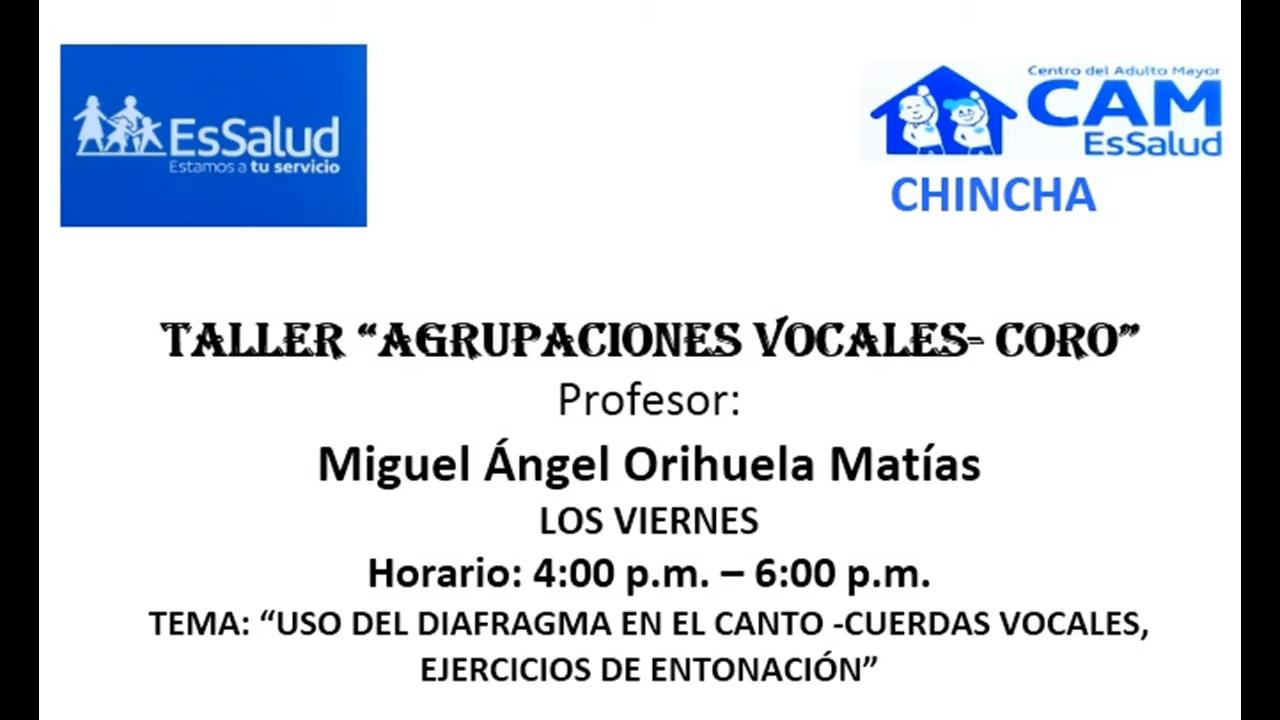 EsSalud
Estamos a tu servicio
Centro del Adulto Mayor
CAM
EsSalud
CHINCHA
TALLER “AGRUPACIONES VOCALES- CORO”
Profesor:
Miguel Ángel Orihuela Matías
LOS VIERNES
Horario: 4:00 p.m. – 6:00 p.m.
TEMA: “USO DEL DIAFRAGMA EN EL CANTO -CUERDAS VOCALES,
EJERCICIOS DE ENTONACIÓN”